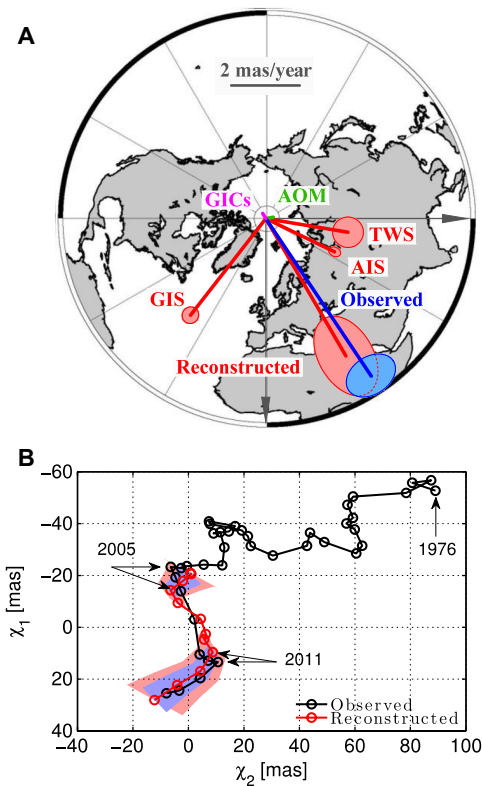 A
2 mas/year
GICs
AOM
TWS
AIS
GIS
Observed
Reconstructed
B
−60
−40
2005
1976
−20
χ₁ [mas]
0
2011
20
Observed
Reconstructed
40
−40 −20 0 20 40 60 80 100
χ₂ [mas]